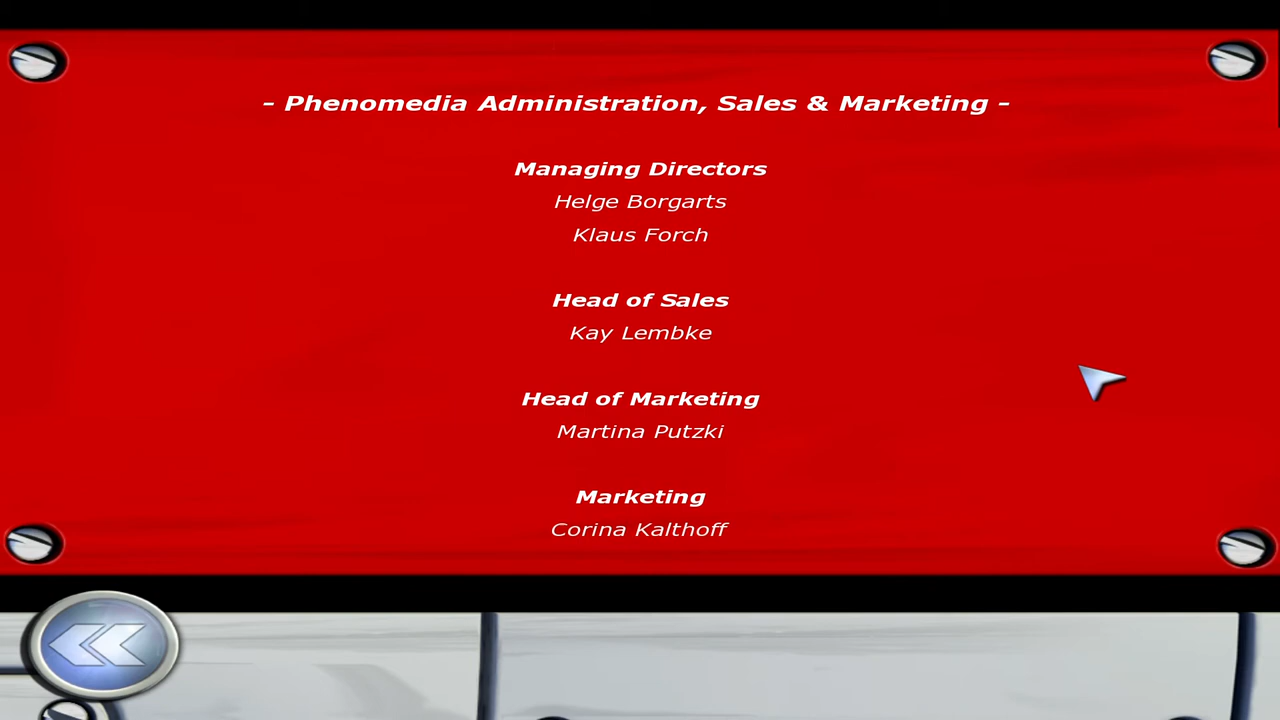 – Phenomedia Administration, Sales & Marketing –
Managing Directors
Helge Borgarts
Klaus Forch
Head of Sales
Kay Lembke
Head of Marketing
Martina Putzki
Marketing
Corina Kalthoff